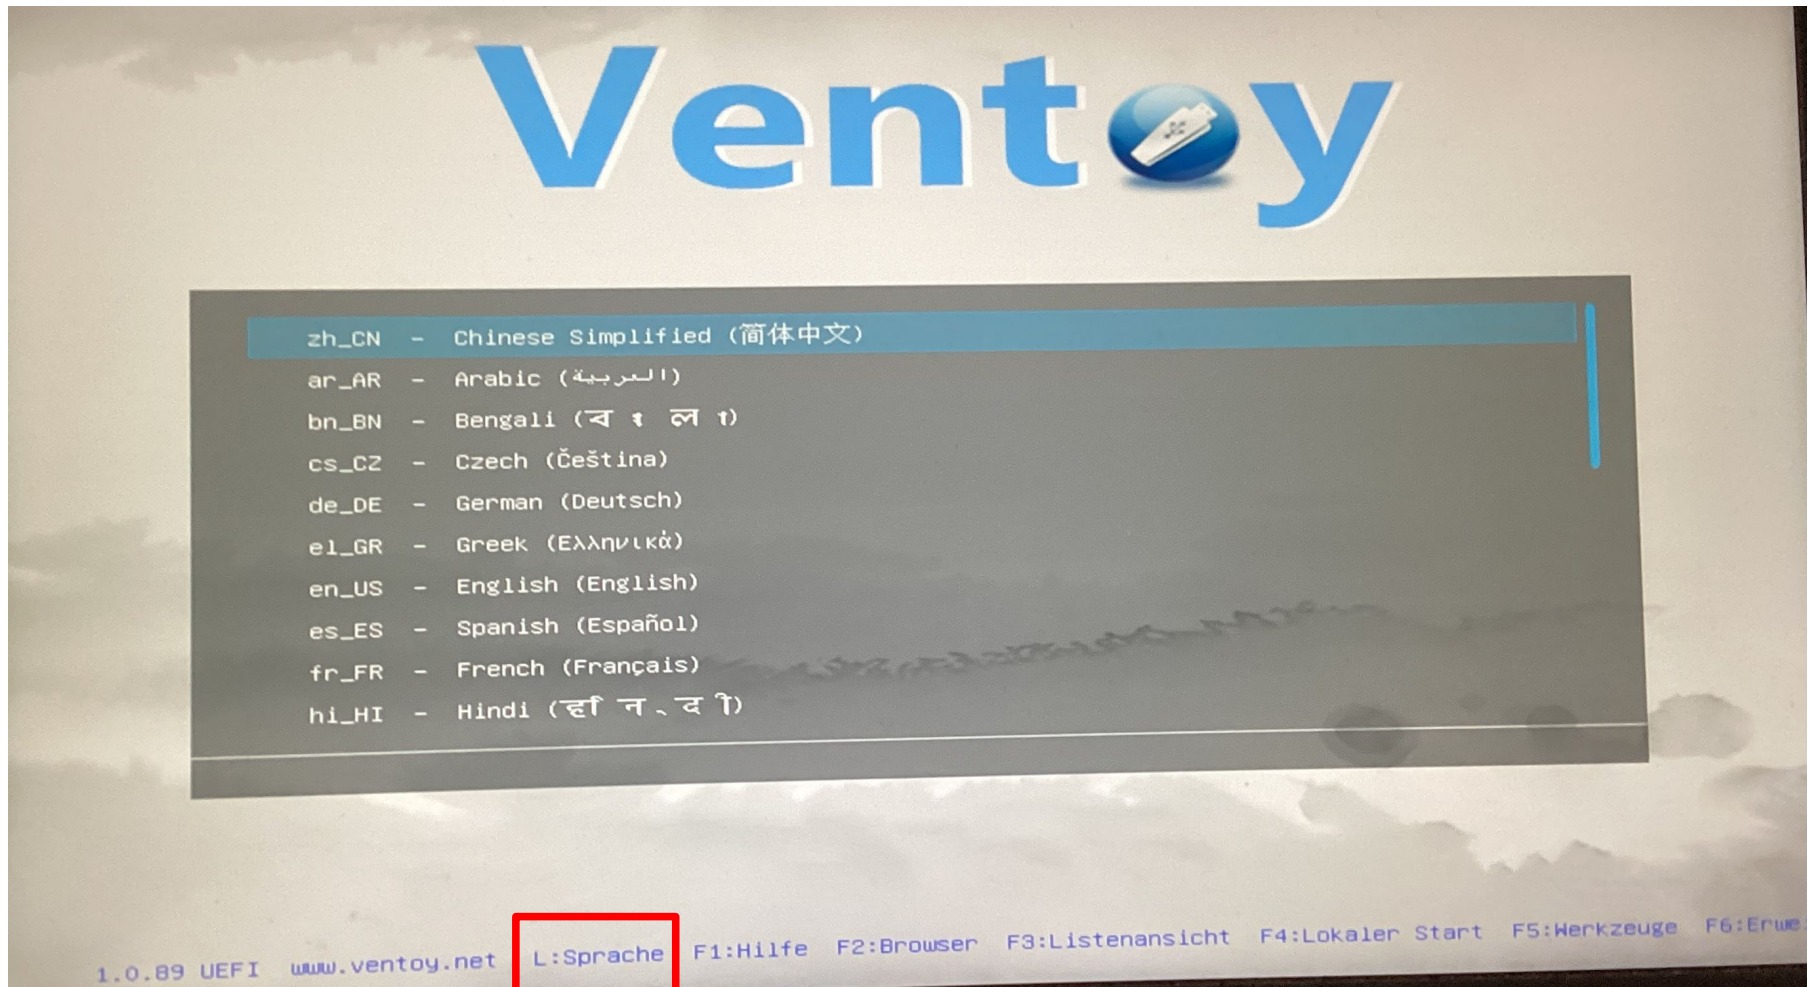 Ventoy
zh_CN - Chinese Simplified (简体中文)
ar_AR - Arabic (العربية)
bn_BN - Bengali (ব ং ল া)
cs_CZ - Czech (Čeština)
de_DE - German (Deutsch)
el_GR - Greek (Ελληνικά)
en_US - English (English)
es_ES - Spanish (Español)
fr_FR - French (Français)
hi_HI - Hindi (हि न ् द ी)
1.0.89 UEFI www.ventoy.net L:Sprache F1:Hilfe F2:Browser F3:Listenansicht F4:Lokaler Start F5:Werkzeuge F6:Erwe